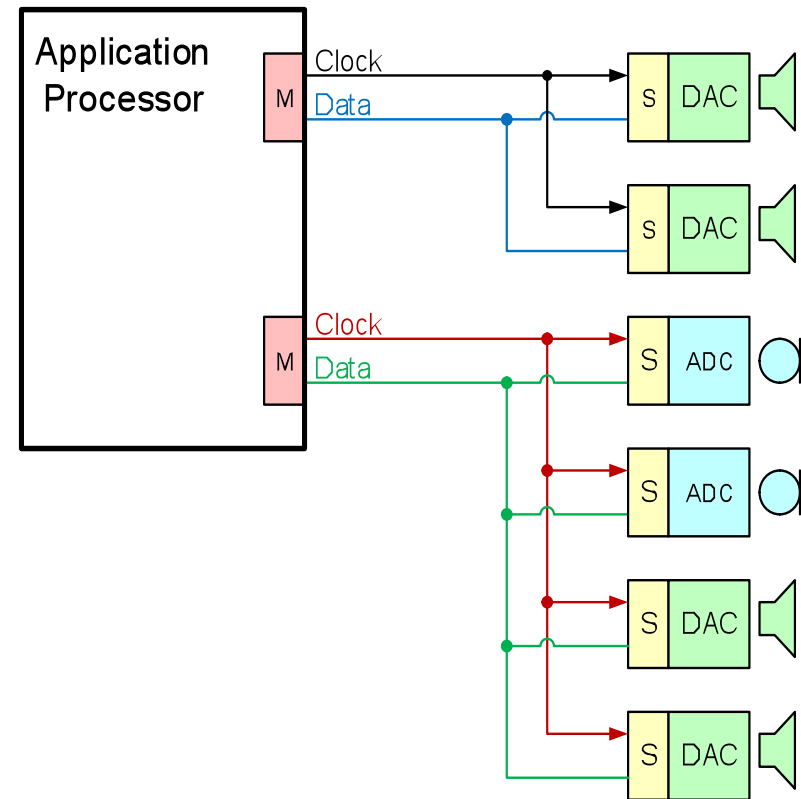 Application
Processor
M
Clock
Data
S
DAC
S
DAC
M
Clock
Data
S
ADC
S
ADC
S
DAC
S
DAC